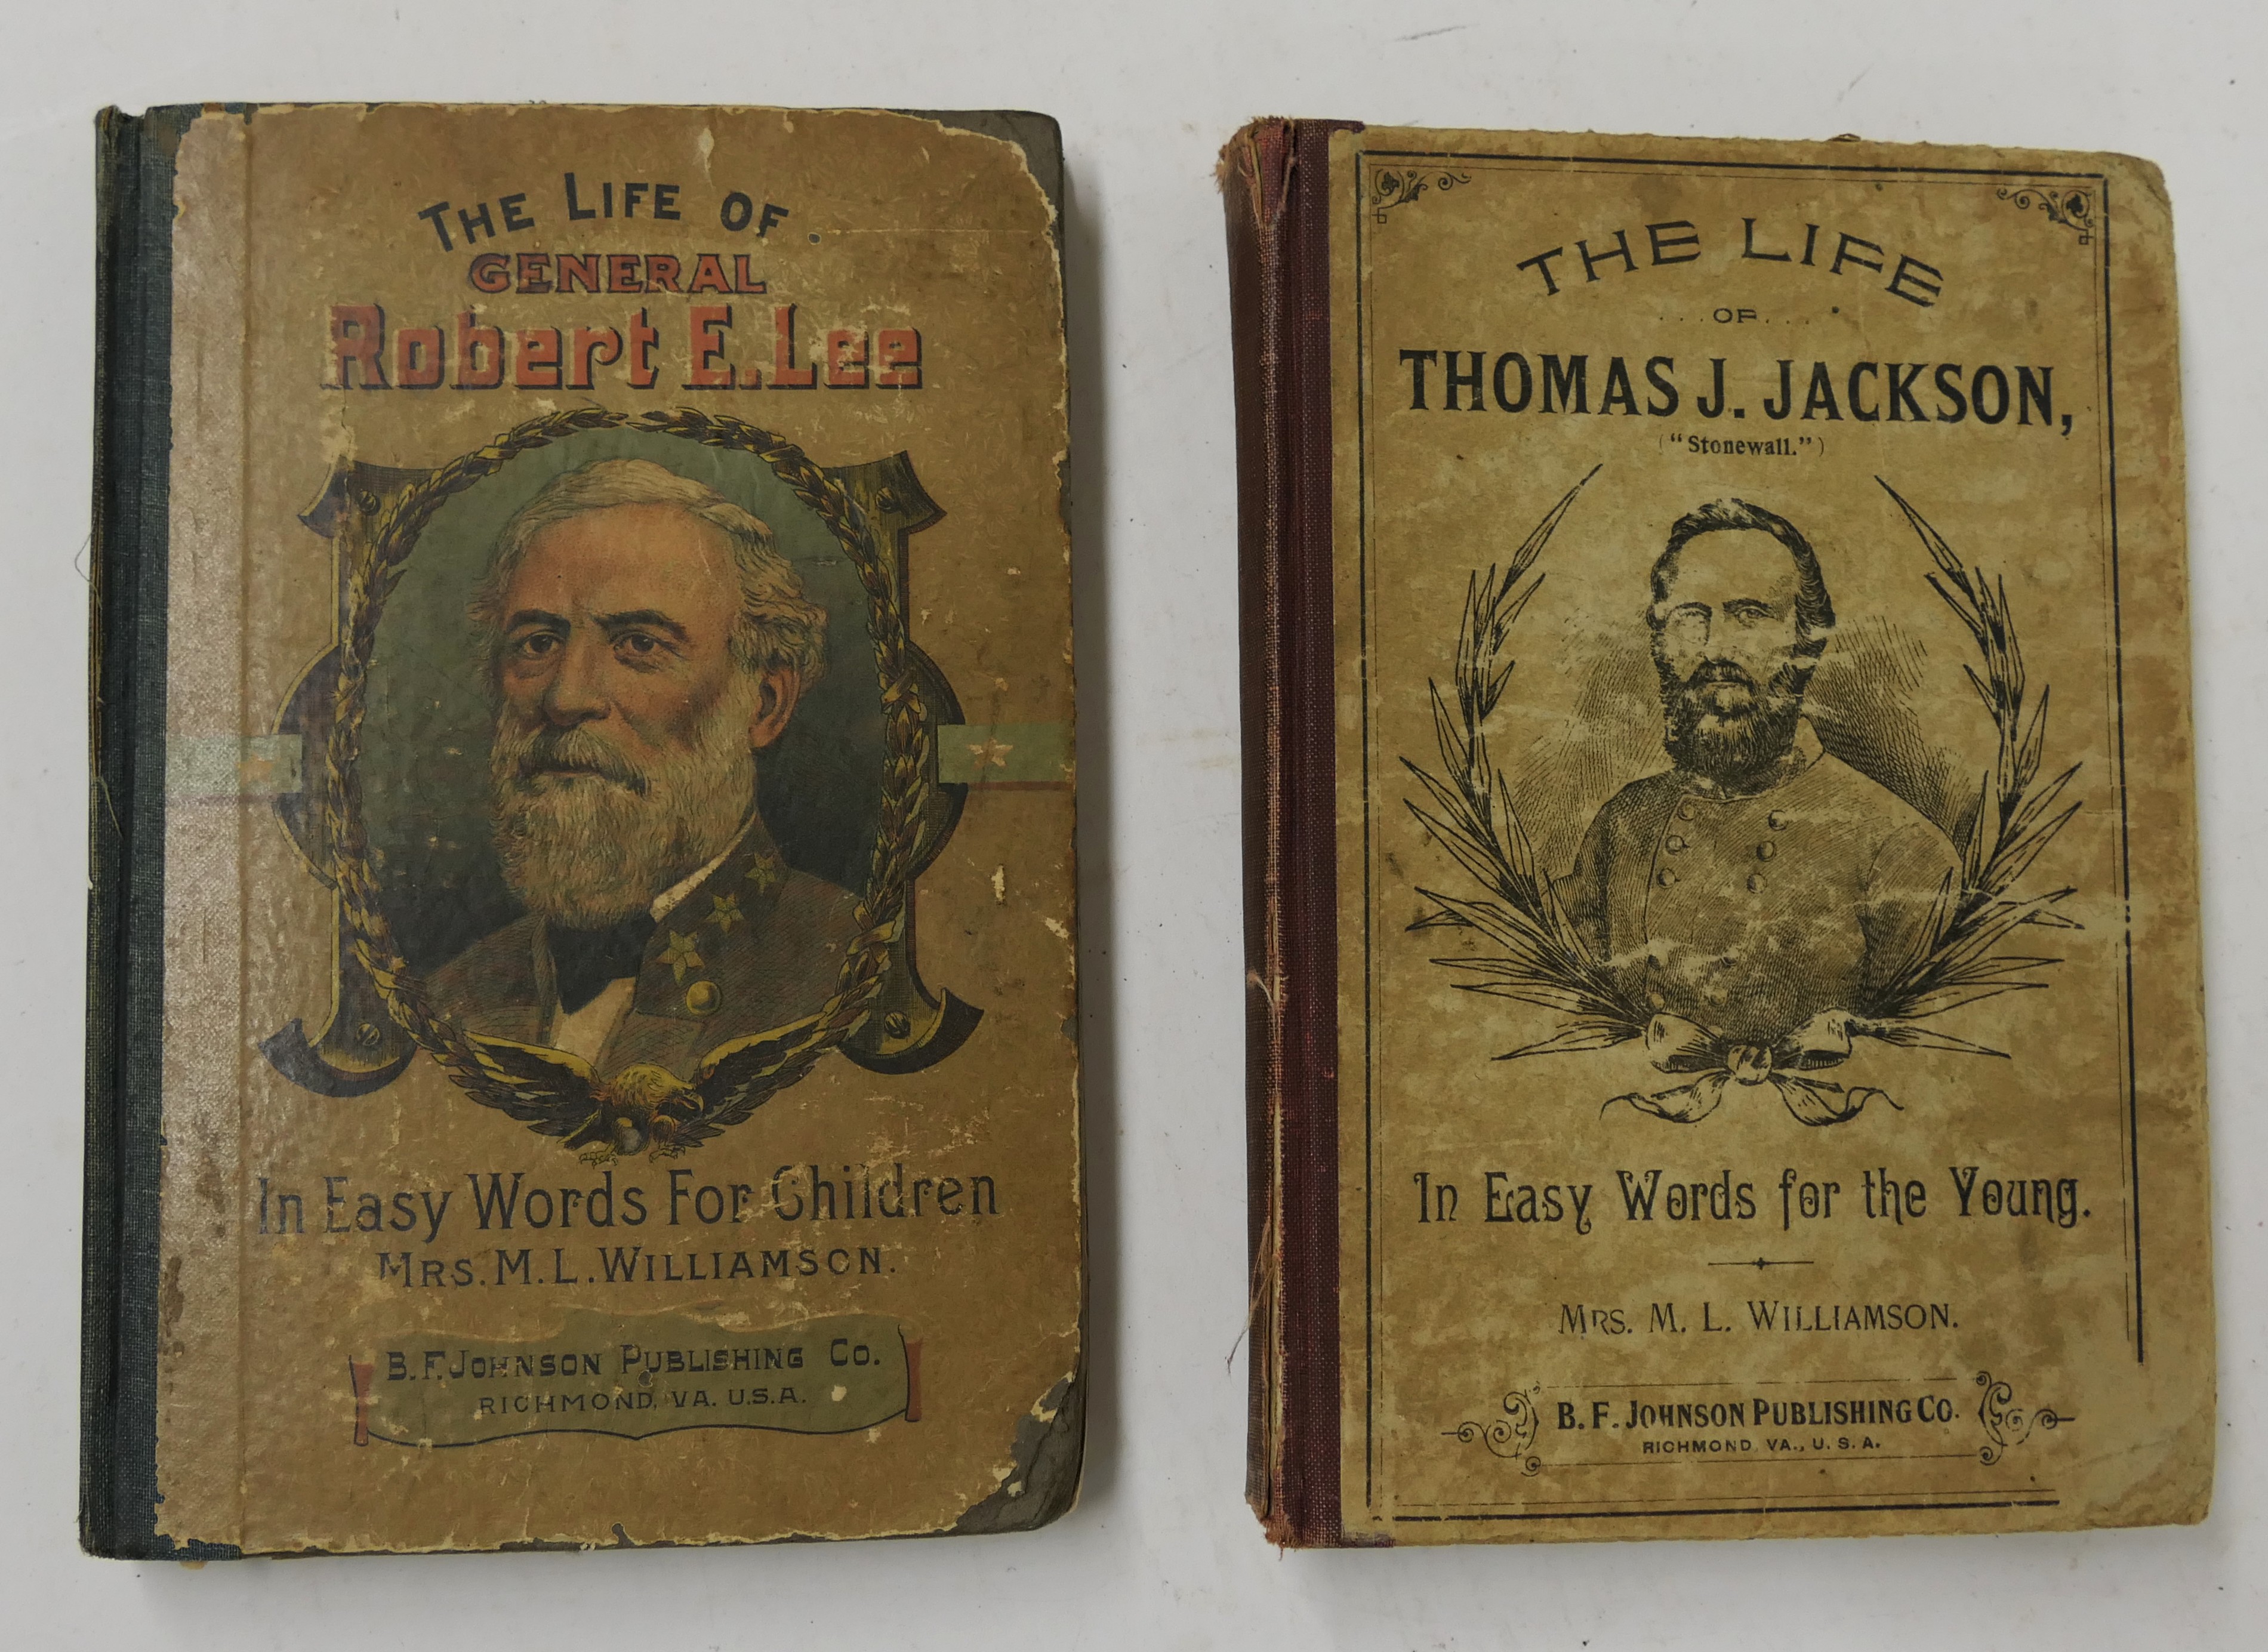 THE LIFE OF
GENERAL
Robert E. Lee
In Easy Words For Children
MRS. M. L. WILLIAMSON.
B. F. JOHNSON PUBLISHING CO.
RICHMOND, VA. U.S.A.
THE LIFE
...OF...
THOMAS J. JACKSON,
("Stonewall.")
In Easy Words for the Young.
MRS. M. L. WILLIAMSON.
B. F. JOHNSON PUBLISHING CO.
RICHMOND, VA., U. S. A.